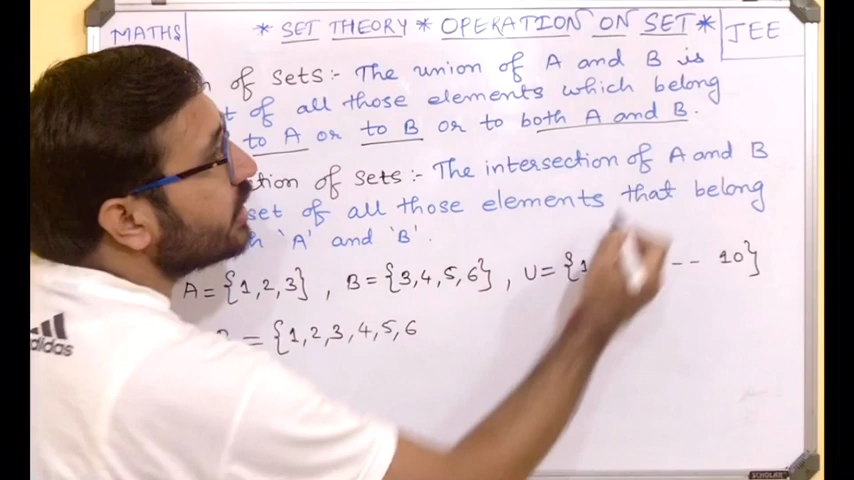 MATHS
* SET THEORY * OPERATION ON SET *
JEE
of sets :- The union of A and B is
of all those elements which belong
to A or to B or to both A and B.
of sets :- The intersection of A and B
set of all those elements that belong
'A' and 'B'.
A = {1,2,3} , B = {3,4,5,6} , U = {1 -- 10}
= {1,2,3,4,5,6
adidas
SCHOLAR